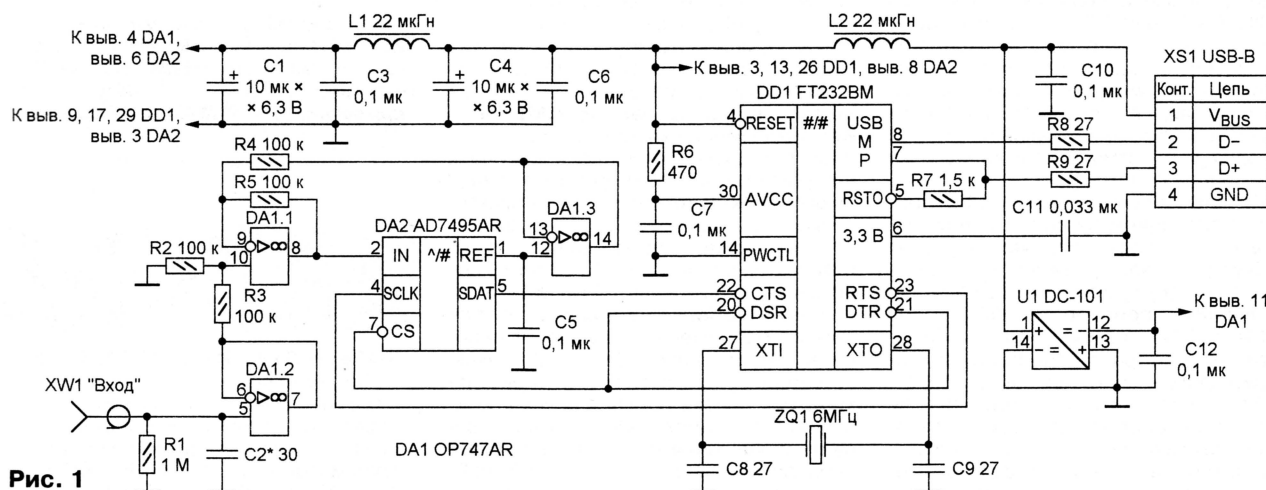 L1 22 мкГн
L2 22 мкГн
К выв. 4 DA1,
выв. 6 DA2
К выв. 3, 13, 26 DD1, выв. 8 DA2
XS1 USB-B
Конт. Цепь
1 VBUS
2 D−
3 D+
4 GND
C1
10 мк ×
× 6,3 В
+
C3
0,1 мк
C4
10 мк ×
× 6,3 В
+
C6
0,1 мк
C10
0,1 мк
К выв. 9, 17, 29 DD1,
выв. 3 DA2
DD1 FT232BM
4 RESET #/# USB
M 8
P 7
R8 27
R9 27
R6
470
30 AVCC
RSTO 5
R7 1,5 к
C11 0,033 мк
C7
0,1 мк
14 PWCTL
3,3 В 6
22 CTS RTS 23
20 DSR DTR 21
27 XTI XTO 28
R4 100 к
R5 100 к
DA1.1
9 ▷∞
10
8
R2 100 к
R3
100 к
DA2 AD7495AR
2 IN ^/# REF 1
4 SCLK SDAT 5
7 CS
DA1.3
13 ▷∞
12
14
C5
0,1 мк
U1 DC-101
1 + = − 12
14 − = + 13
К выв. 11
DA1
C12
0,1 мк
XW1 "Вход"
DA1.2
6 ▷∞
5
7
R1
1 М
C2* 30
DA1 OP747AR
ZQ1 6МГц
C8 27
C9 27
Рис. 1